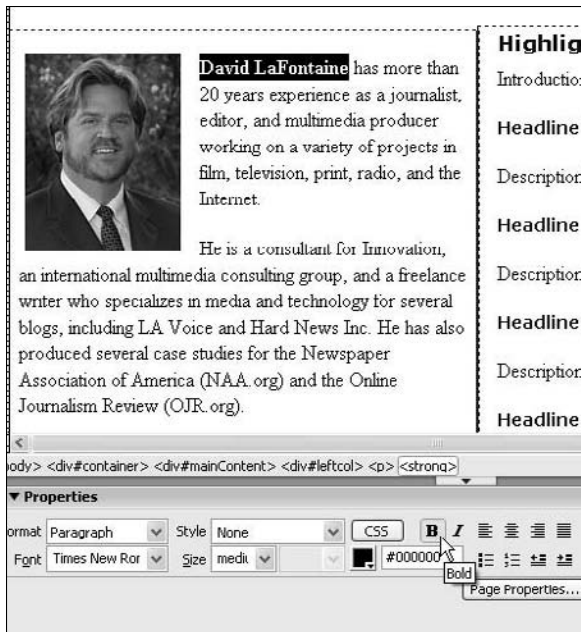 David LaFontaine has more than
20 years experience as a journalist,
editor, and multimedia producer
working on a variety of projects in
film, television, print, radio, and the
Internet.
He is a consultant for Innovation,
an international multimedia consulting group, and a freelance
writer who specializes in media and technology for several
blogs, including LA Voice and Hard News Inc. He has also
produced several case studies for the Newspaper
Association of America (NAA.org) and the Online
Journalism Review (OJR.org).
Highlig
Introduction
Headline
Description
Headline
Description
Headline
Description
Headline
ody> <div#container> <div#mainContent> <div#leftcol> <p> <strong>
▼ Properties
ormat Paragraph Style None CSS B I
Font Times New Ror Size mediu #000000
Bold
Page Properties...